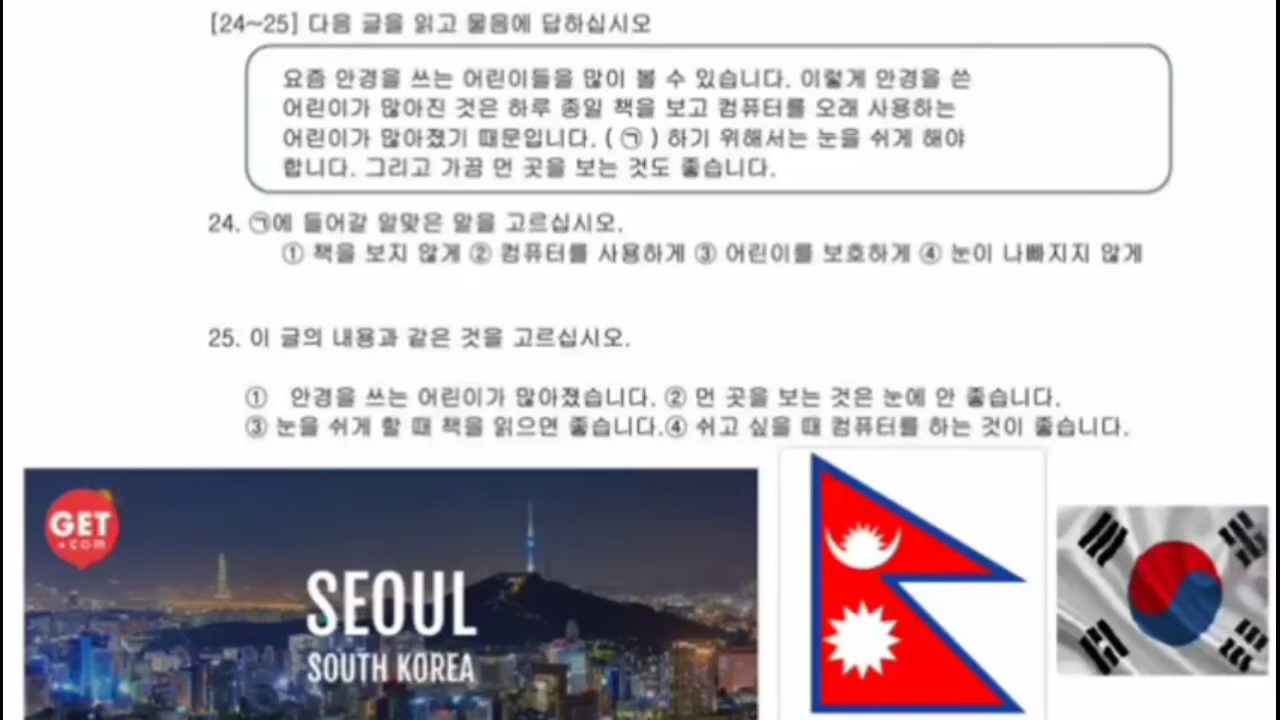 [24~25] 다음 글을 읽고 물음에 답하십시오
요즘 안경을 쓰는 어린이들을 많이 볼 수 있습니다. 이렇게 안경을 쓴
어린이가 많아진 것은 하루 종일 책을 보고 컴퓨터를 오래 사용하는
어린이가 많아졌기 때문입니다. ( ㉠ ) 하기 위해서는 눈을 쉬게 해야
합니다. 그리고 가끔 먼 곳을 보는 것도 좋습니다.
24. ㉠에 들어갈 알맞은 말을 고르십시오.
① 책을 보지 않게 ② 컴퓨터를 사용하게 ③ 어린이를 보호하게 ④ 눈이 나빠지지 않게
25. 이 글의 내용과 같은 것을 고르십시오.
① 안경을 쓰는 어린이가 많아졌습니다. ② 먼 곳을 보는 것은 눈에 안 좋습니다.
③ 눈을 쉬게 할 때 책을 읽으면 좋습니다.④ 쉬고 싶을 때 컴퓨터를 하는 것이 좋습니다.
GET
.com
SEOUL
SOUTH KOREA